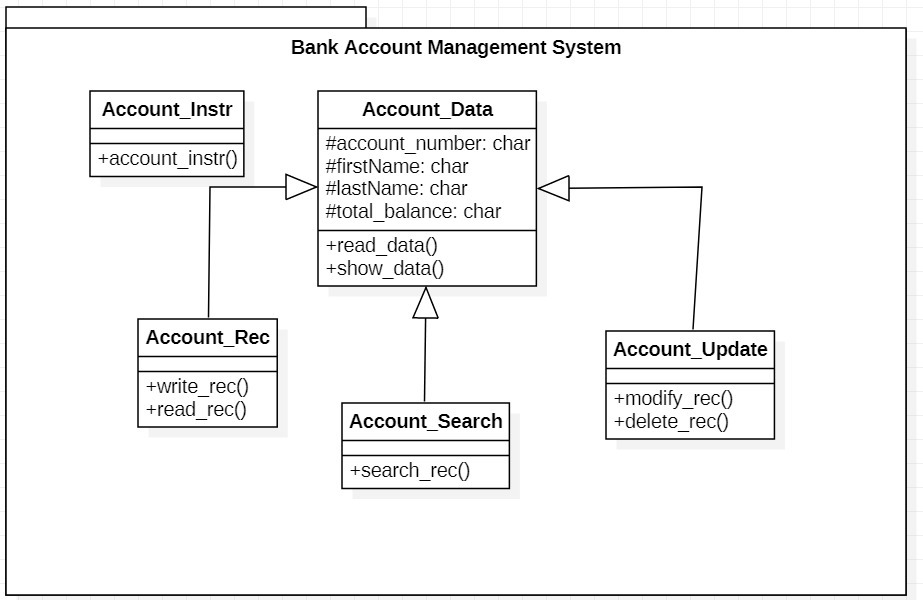 Bank Account Management System
Account_Instr
+account_instr()
Account_Data
#account_number: char
#firstName: char
#lastName: char
#total_balance: char
+read_data()
+show_data()
Account_Rec
+write_rec()
+read_rec()
Account_Search
+search_rec()
Account_Update
+modify_rec()
+delete_rec()